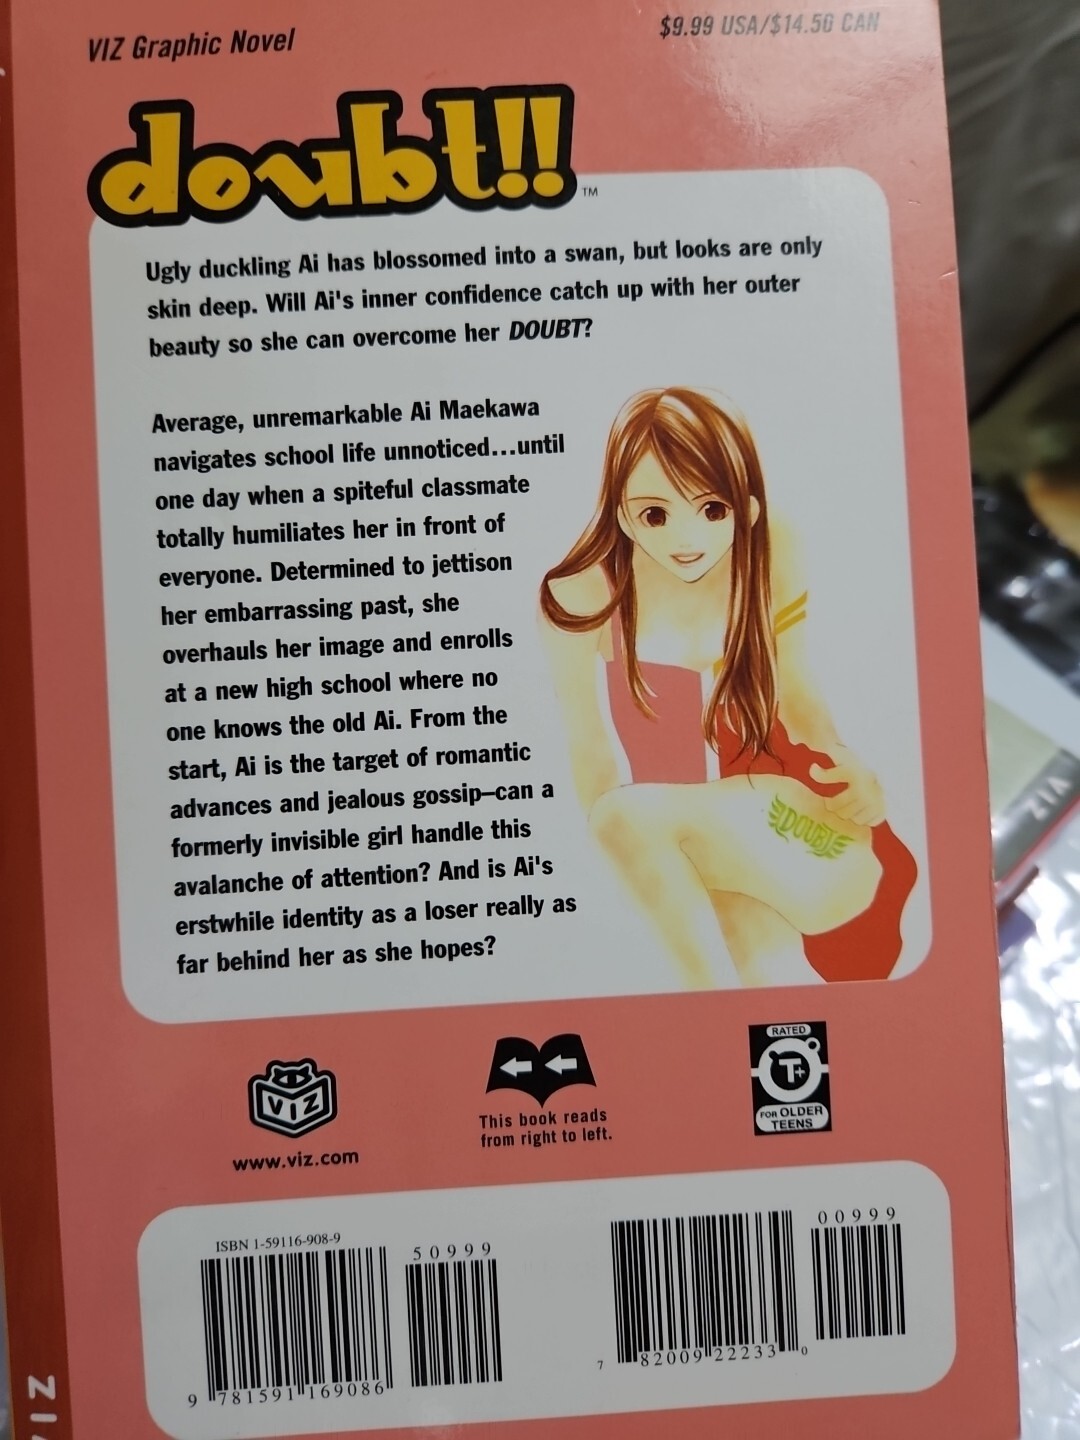 VIZ Graphic Novel
$9.99 USA/$14.50 CAN
doubt!!
TM
Ugly duckling Ai has blossomed into a swan, but looks are only
skin deep. Will Ai's inner confidence catch up with her outer
beauty so she can overcome her DOUBT?
Average, unremarkable Ai Maekawa
navigates school life unnoticed...until
one day when a spiteful classmate
totally humiliates her in front of
everyone. Determined to jettison
her embarrassing past, she
overhauls her image and enrolls
at a new high school where no
one knows the old Ai. From the
start, Ai is the target of romantic
advances and jealous gossip—can a
formerly invisible girl handle this
avalanche of attention? And is Ai's
erstwhile identity as a loser really as
far behind her as she hopes?
DOUBT
VIZ
www.viz.com
This book reads
from right to left.
RATED
T+
FOR OLDER
TEENS
ISBN 1-59116-908-9
50999
9 781591 169086
00999
7 82009 22233 0
VIZ
VIZ